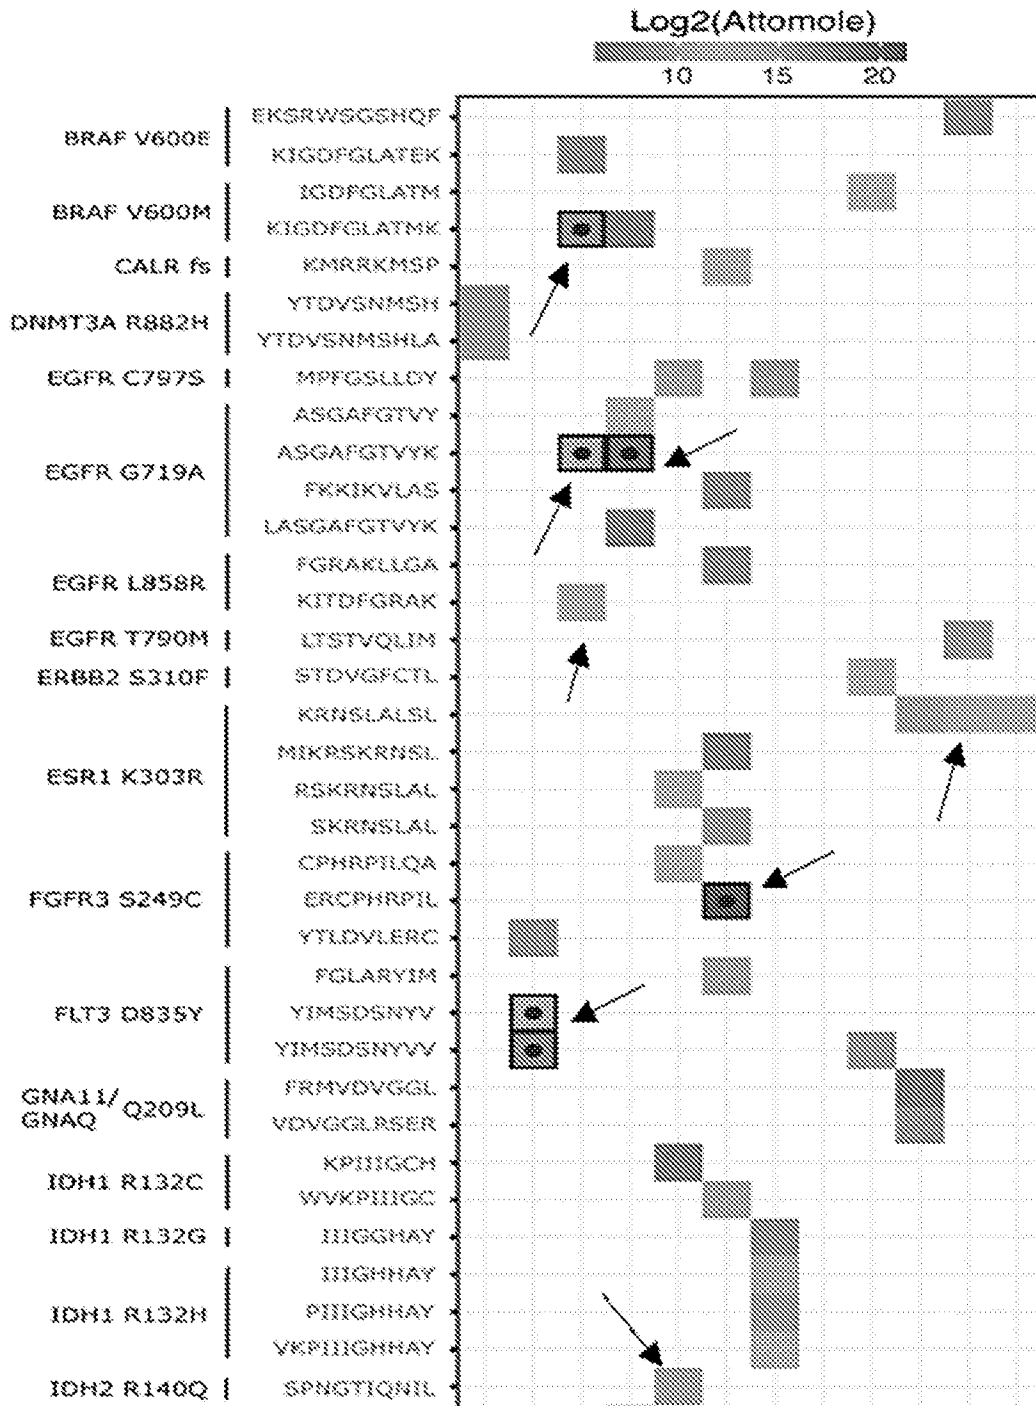 Log2(Attomole)
10 15 20
BRAF V600E
EKSRWSGSHQF
KIGDFGLATEK
BRAF V600M
IGDFGLATM
KIGDFGLATMK
CALR fs
KMRRKMSP
DNMT3A R882H
YTDVSNMSH
YTDVSNMSHLA
EGFR C797S
MPFGSLLDY
EGFR G719A
ASGAFGTVY
ASGAFGTVYK
FKKIKVLAS
LASGAFGTVYK
EGFR L858R
FGRAKLLGA
KITDFGRAK
EGFR T790M
LTSTVQLIM
ERBB2 S310F
STDVGFCTL
ESR1 K303R
KRNSLALSL
MIKRSKRNSL
RSKRNSLAL
SKRNSLAL
FGFR3 S249C
CPHRPILQA
ERCPHRPIL
YTLDVLERC
FLT3 D835Y
FGLARYIM
YIMSDSNYV
YIMSDSNYVV
GNA11/
GNAQ Q209L
FRMVDVGGL
VDVGGLRSER
IDH1 R132C
KPIIIGCH
WVKPIIIGC
IDH1 R132G
IIIGGHAY
IDH1 R132H
IIIGHHAY
PIIIGHHAY
VKPIIIGHHAY
IDH2 R140Q
SPNGTIQNIL